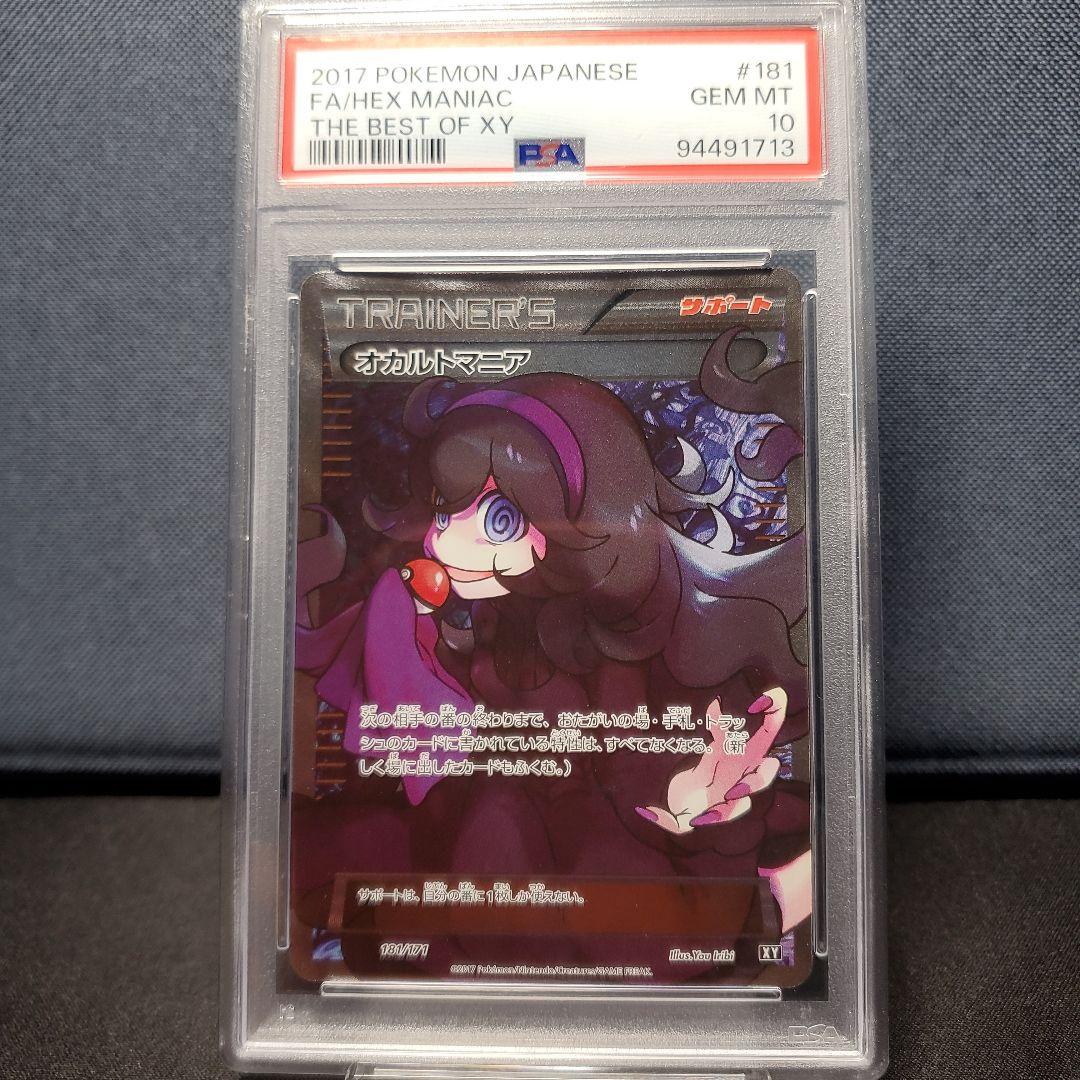 2017 POKEMON JAPANESE #181
FA/HEX MANIAC GEM MT
THE BEST OF XY 10
PSA 94491713
TRAINER'S サポート
オカルトマニア
次の相手の番の終わりまで、おたがいの場・手札・トラッ
シュのカードに書かれている特性は、すべてなくなる。（新
しく場に出したカードもふくむ。）
サポートは、自分の番に1枚しか使えない。
181/171 Illus. You Iribi XY
©2017 Pokémon/Nintendo/Creatures/GAME FREAK.
PSA